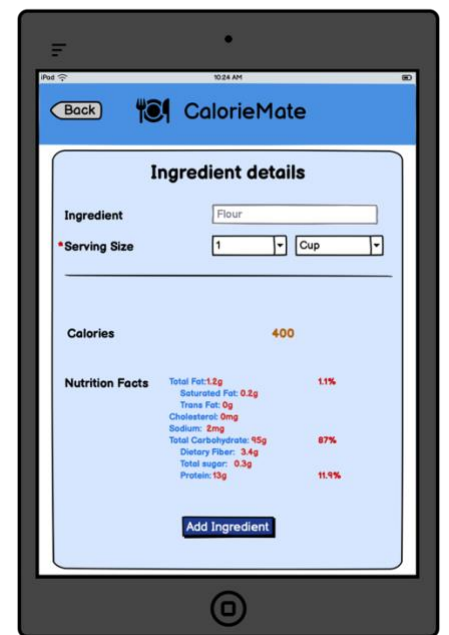 iPod 10:24 AM
Back CalorieMate
Ingredient details
Ingredient Flour
*Serving Size 1 Cup
Calories 400
Nutrition Facts Total Fat:1.2g 1.1%
Saturated Fat: 0.2g
Trans Fat: 0g
Cholesterol: 0mg
Sodium: 2mg
Total Carbohydrate: 95g 87%
Dietary Fiber: 3.4g
Total sugar: 0.3g
Protein: 13g 11.9%
Add Ingredient